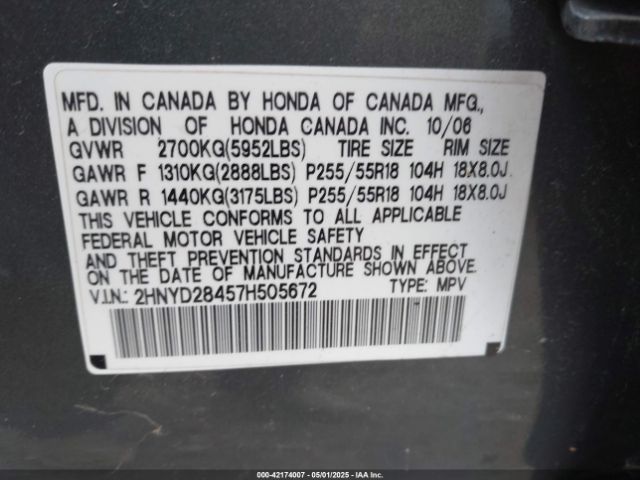 MFD. IN CANADA BY HONDA OF CANADA MFG.,
A DIVISION OF HONDA CANADA INC. 10/06
GVWR 2700KG(5952LBS) TIRE SIZE RIM SIZE
GAWR F 1310KG(2888LBS) P255/55R18 104H 18X8.0J
GAWR R 1440KG(3175LBS) P255/55R18 104H 18X8.0J
THIS VEHICLE CONFORMS TO ALL APPLICABLE
FEDERAL MOTOR VEHICLE SAFETY
AND THEFT PREVENTION STANDARDS IN EFFECT
ON THE DATE OF MANUFACTURE SHOWN ABOVE.
V.I.N.: 2HNYD28457H505672 TYPE: MPV
000-42174007 - 05/01/2025 - IAA Inc.